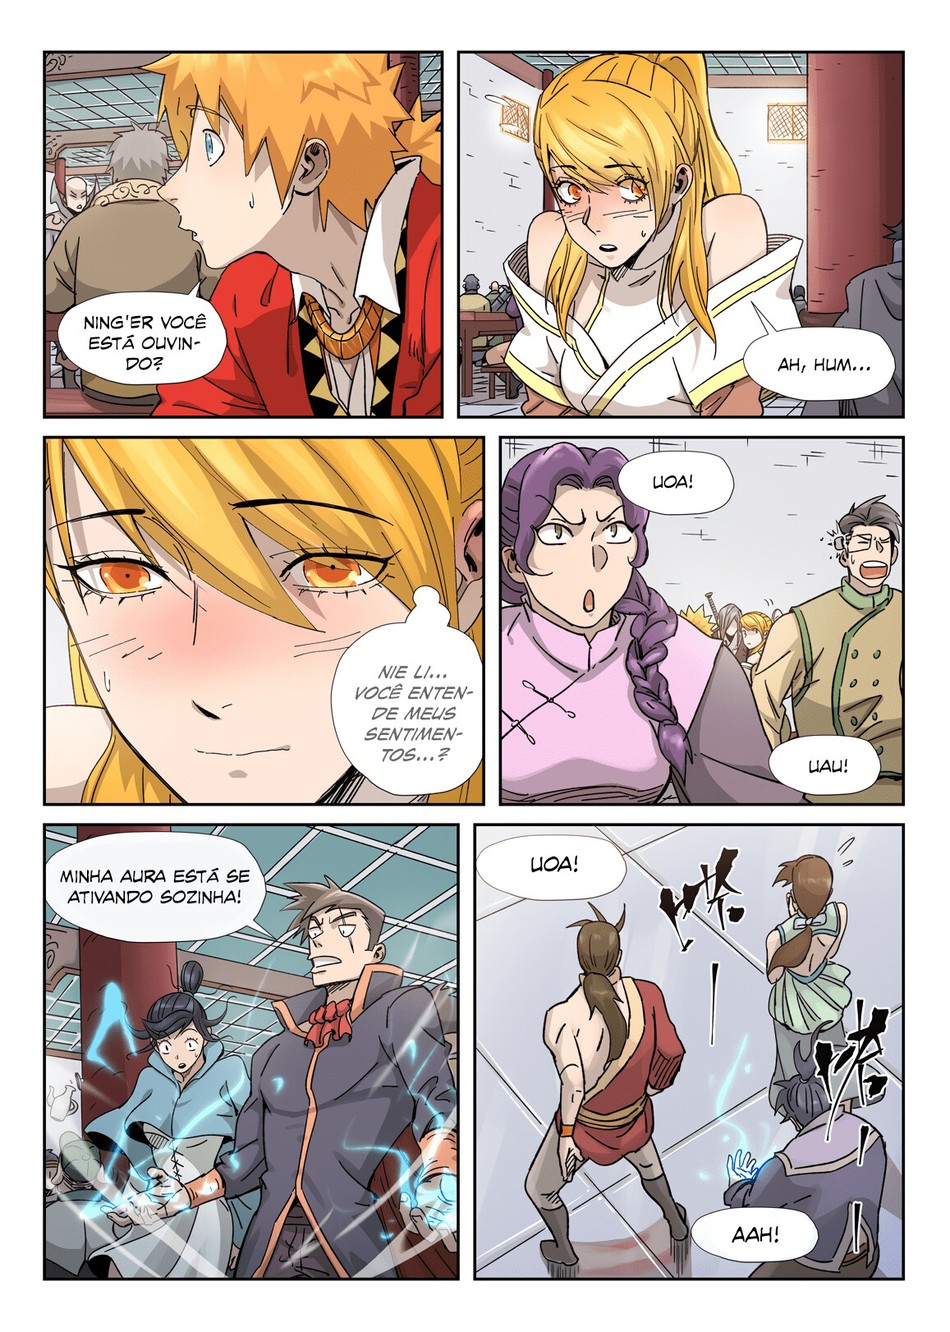 NING'ER VOCÊ
ESTÁ OUVIN-
DO?
AH, HUM...
NIE LI...
VOCÊ ENTEN-
DE MEUS
SENTIMEN-
TOS...?
UOA!
UAU!
MINHA AURA ESTÁ SE
ATIVANDO SOZINHA!
UOA!
AAH!